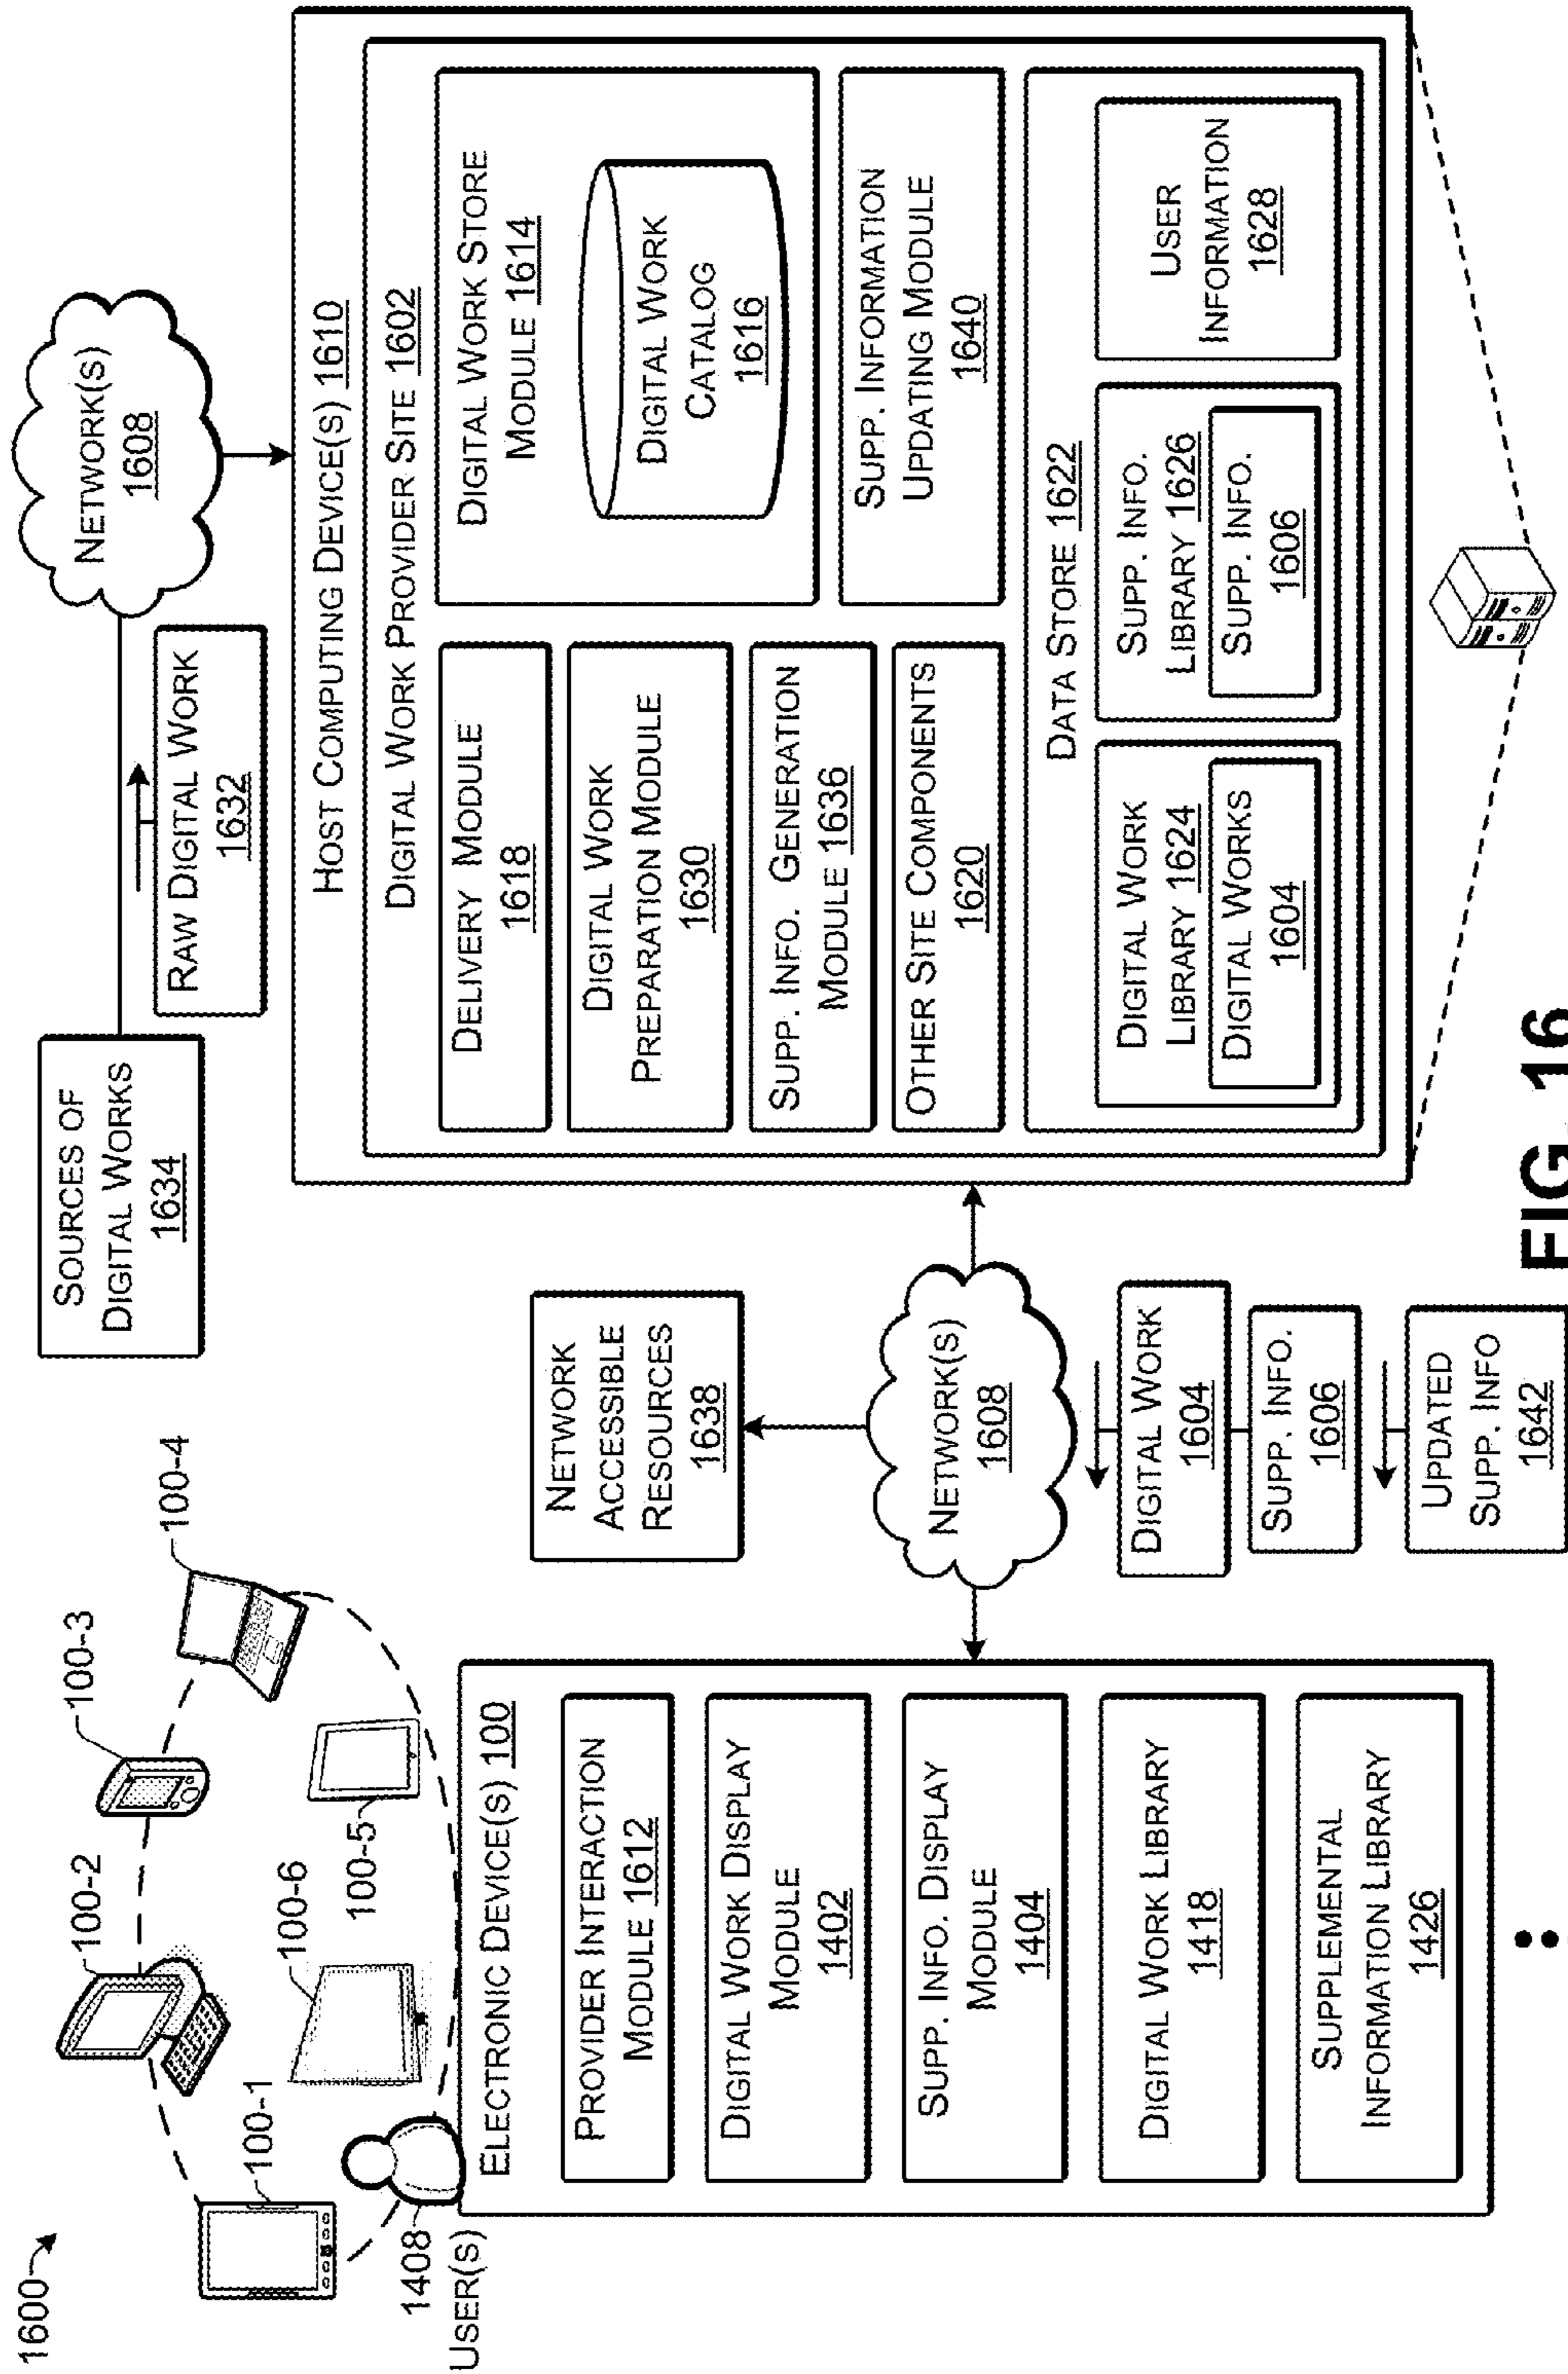 1600
100-1
100-2
100-3
100-4
100-5
100-6
1408
USER(S)
ELECTRONIC DEVICE(S) 100
PROVIDER INTERACTION
MODULE 1612
DIGITAL WORK DISPLAY
MODULE
1402
SUPP. INFO. DISPLAY
MODULE
1404
DIGITAL WORK LIBRARY
1418
SUPPLEMENTAL
INFORMATION LIBRARY
1426
NETWORK
ACCESSIBLE
RESOURCES
1638
NETWORK(S)
1608
DIGITAL WORK
1604
SUPP. INFO.
1606
UPDATED
SUPP. INFO
1642
SOURCES OF
DIGITAL WORKS
1634
RAW DIGITAL WORK
1632
NETWORK(S)
1608
HOST COMPUTING DEVICE(S) 1610
DIGITAL WORK PROVIDER SITE 1602
DELIVERY MODULE
1618
DIGITAL WORK
PREPARATION MODULE
1630
SUPP. INFO. GENERATION
MODULE 1636
OTHER SITE COMPONENTS
1620
DIGITAL WORK STORE
MODULE 1614
DIGITAL WORK
CATALOG
1616
SUPP. INFORMATION
UPDATING MODULE
1640
DATA STORE 1622
DIGITAL WORK
LIBRARY 1624
DIGITAL WORKS
1604
SUPP. INFO.
LIBRARY 1626
SUPP. INFO.
1606
USER
INFORMATION
1628
FIG. 16